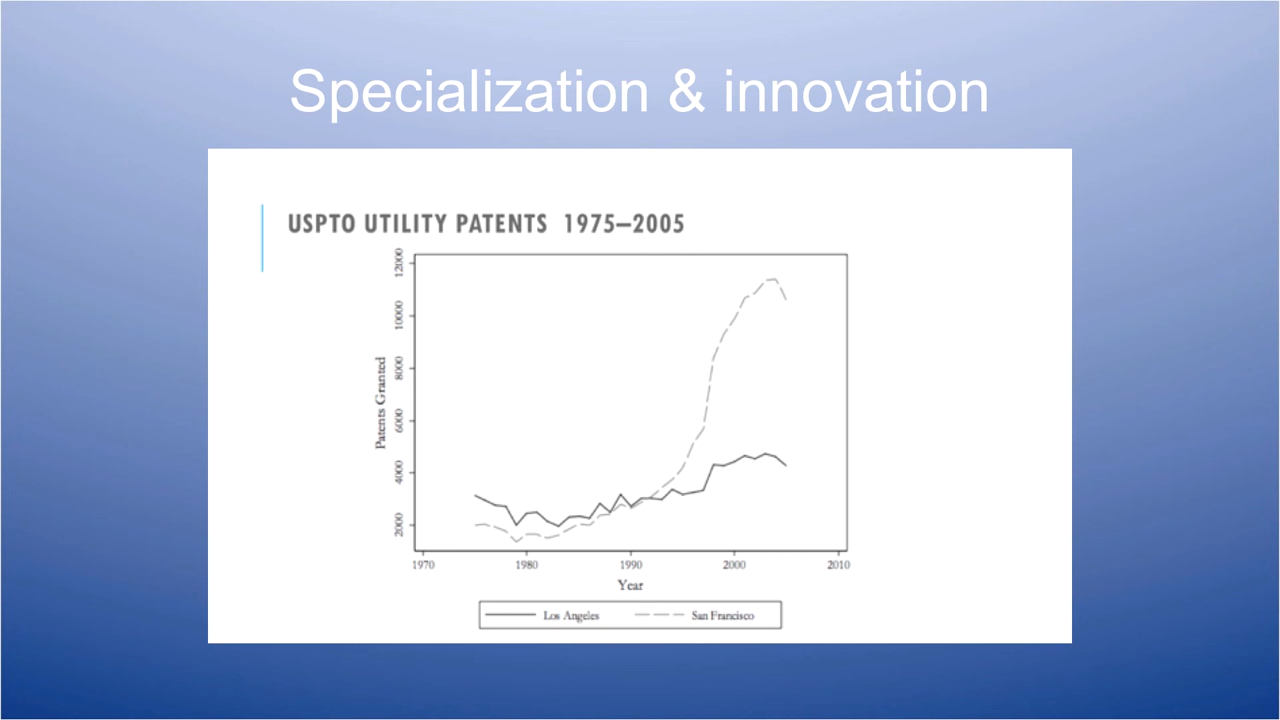 Specialization & innovation
USPTO UTILITY PATENTS 1975–2005
12000
10000
8000
6000
4000
2000
Patents Granted
1970 1980 1990 2000 2010
Year
Los Angeles San Francisco